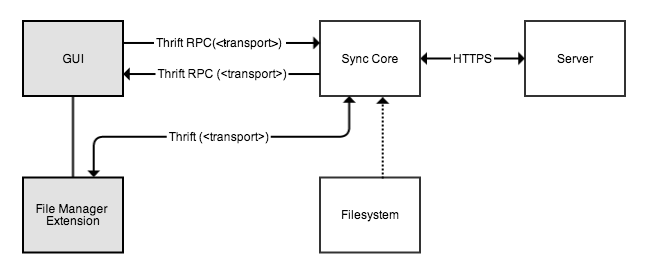 GUI
Thrift RPC(<transport>)
Thrift RPC (<transport>)
Sync Core
HTTPS
Server
Thrift (<transport>)
File Manager
Extension
Filesystem